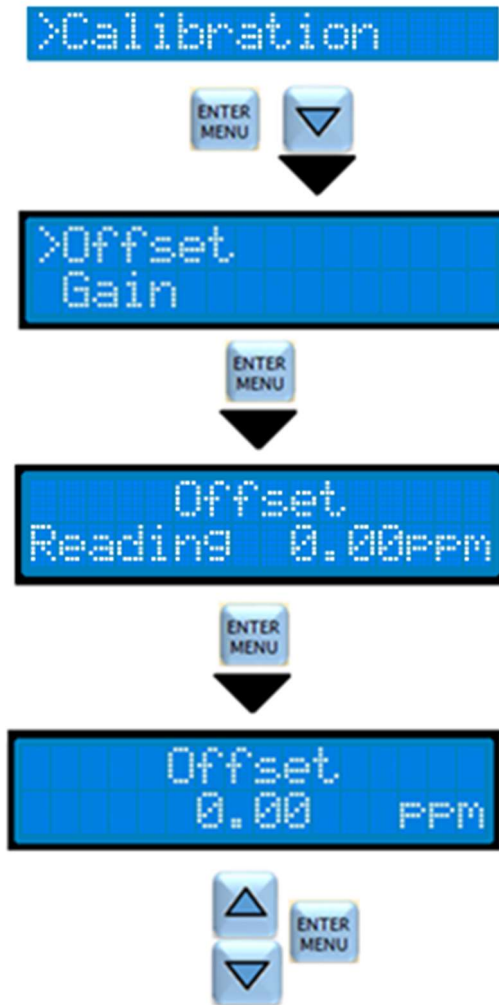 >Calibration
ENTER
MENU
>Offset
Gain
ENTER
MENU
Offset
Reading 0.00ppm
ENTER
MENU
Offset
0.00 ppm
ENTER
MENU